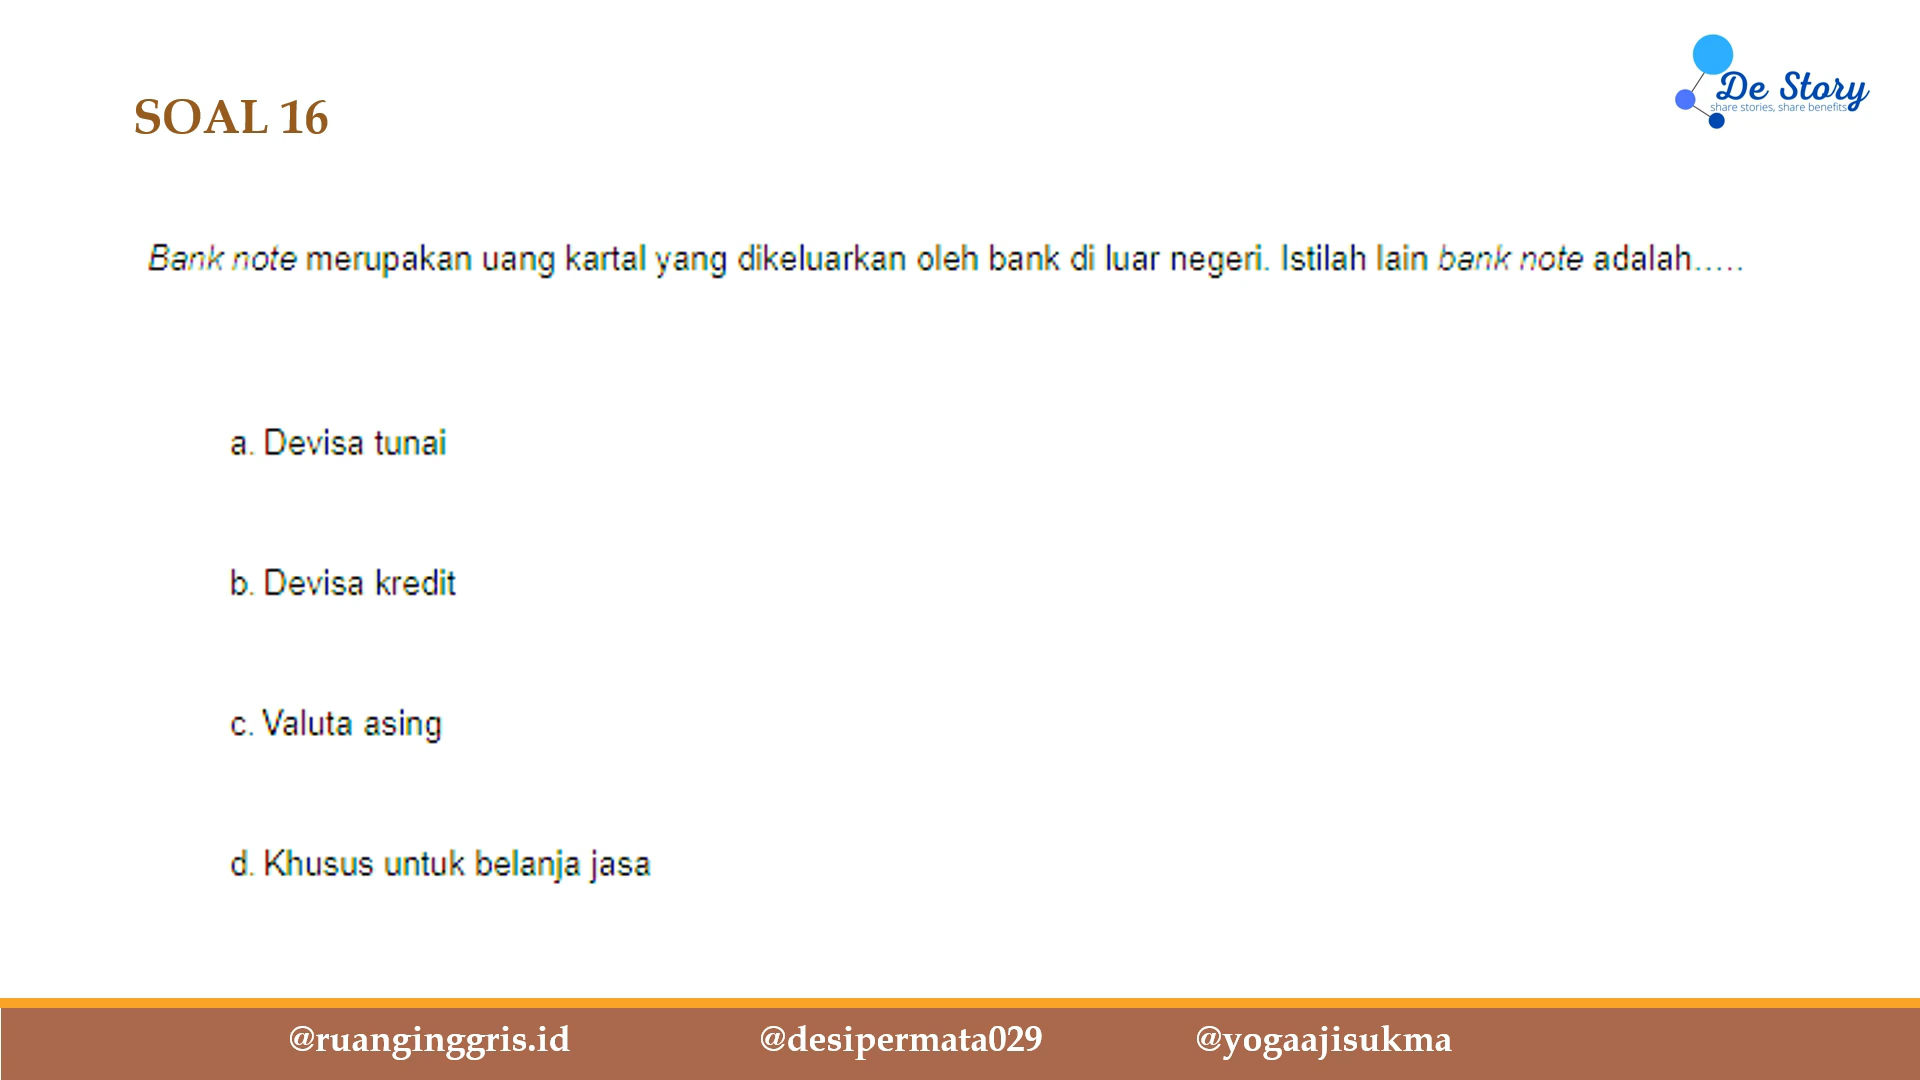 De Story
share stories, share benefits
SOAL 16
Bank note merupakan uang kartal yang dikeluarkan oleh bank di luar negeri. Istilah lain bank note adalah.....
a. Devisa tunai
b. Devisa kredit
c. Valuta asing
d. Khusus untuk belanja jasa
@ruanginggris.id @desipermata029 @yogaajisukma